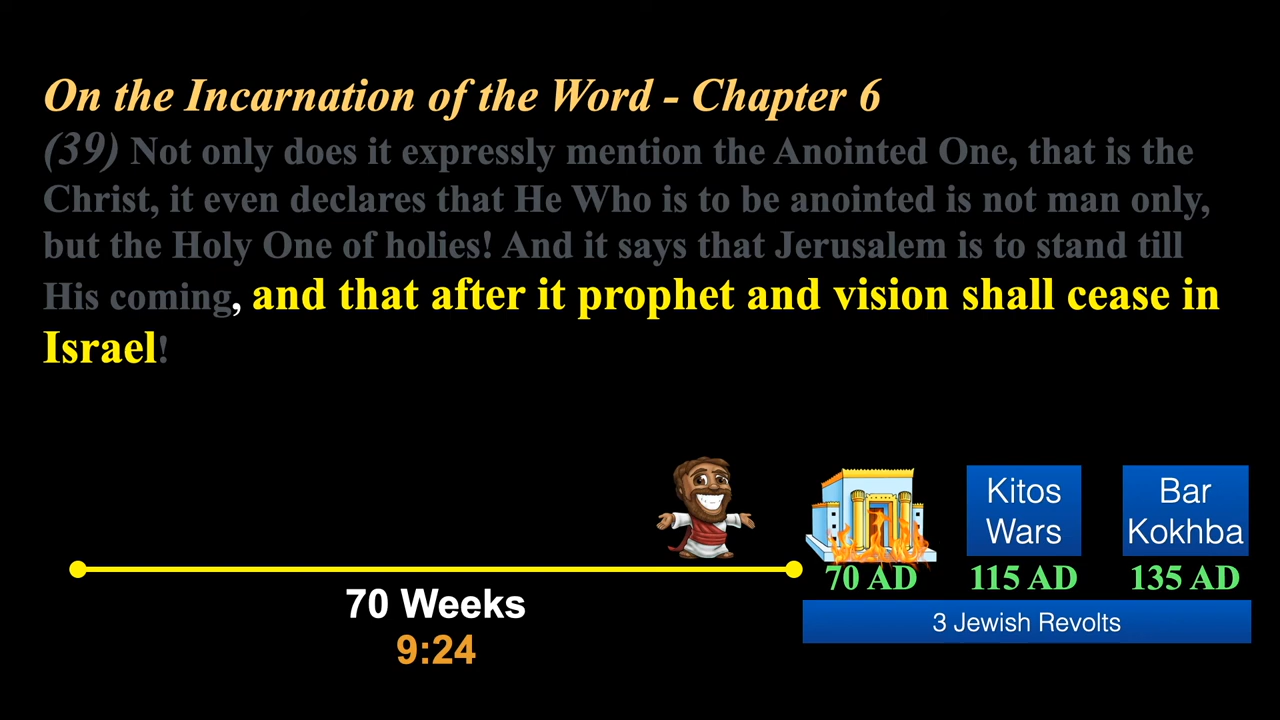 On the Incarnation of the Word - Chapter 6
(39) Not only does it expressly mention the Anointed One, that is the
Christ, it even declares that He Who is to be anointed is not man only,
but the Holy One of holies! And it says that Jerusalem is to stand till
His coming, and that after it prophet and vision shall cease in
Israel!
70 Weeks
9:24
70 AD
Kitos
Wars
115 AD
Bar
Kokhba
135 AD
3 Jewish Revolts